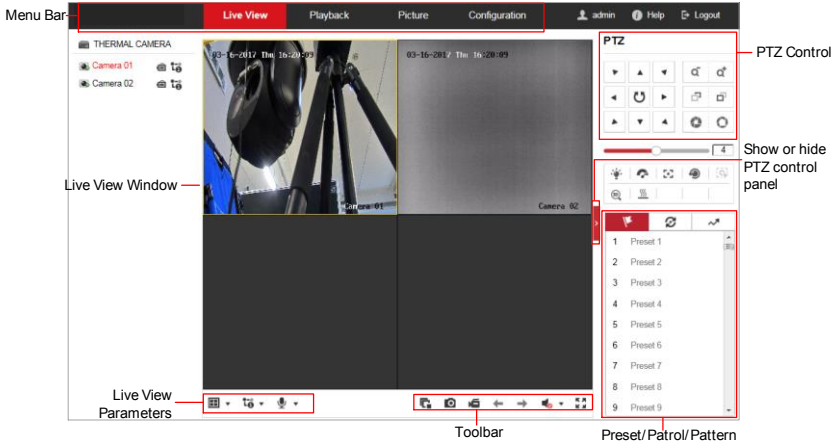 Menu Bar
Live View
Playback
Picture
Configuration
admin
Help
Logout
THERMAL CAMERA
Camera 01
Camera 02
03-16-2017 Thu 16:20:09
Camera 01
03-16-2017 Thu 16:20:09
Camera 02
Live View Window
PTZ
PTZ Control
4
Show or hide
PTZ control
panel
1 Preset 1
2 Preset 2
3 Preset 3
4 Preset 4
5 Preset 5
6 Preset 6
7 Preset 7
8 Preset 8
9 Preset 9
Live View
Parameters
Toolbar
Preset/Patrol/Pattern